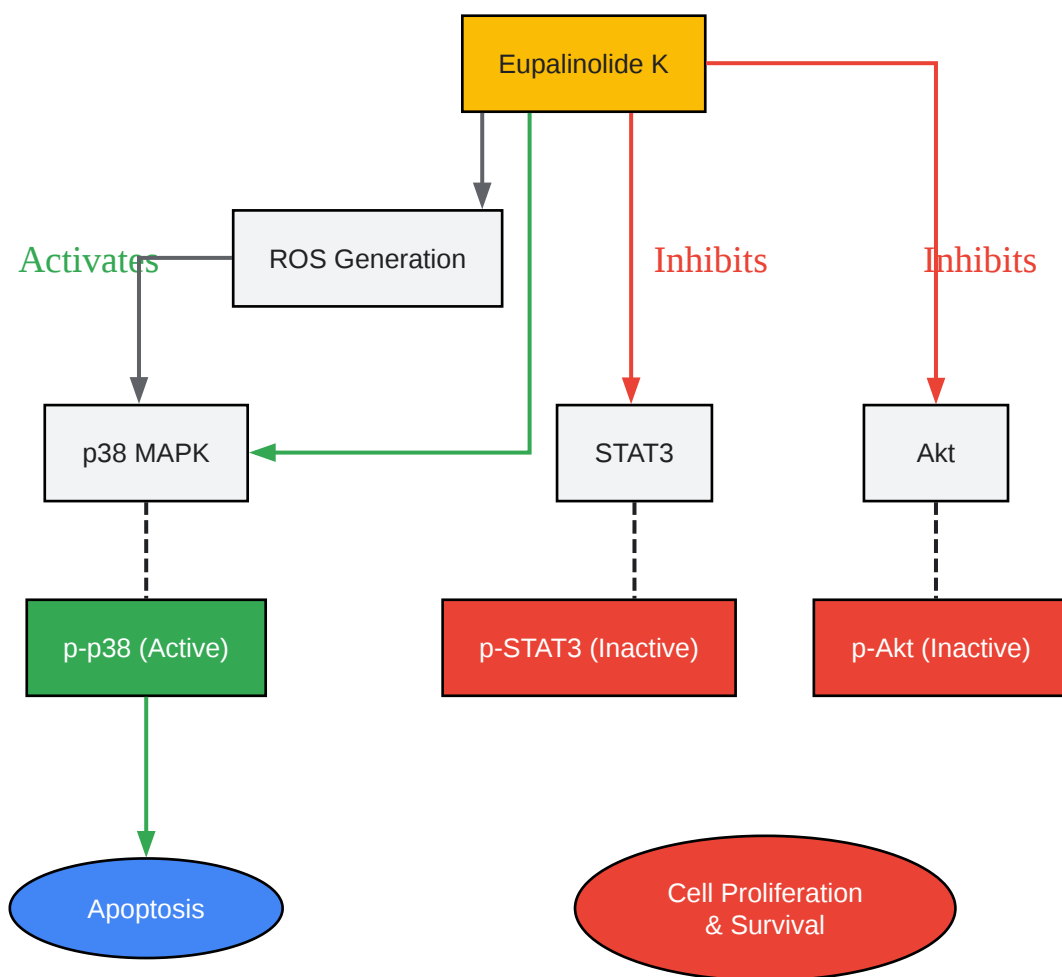 Eupalinolide K
ROS Generation
Activates
Inhibits
Inhibits
p38 MAPK
STAT3
Akt
p-p38 (Active)
p-STAT3 (Inactive)
p-Akt (Inactive)
Apoptosis
Cell Proliferation
& Survival